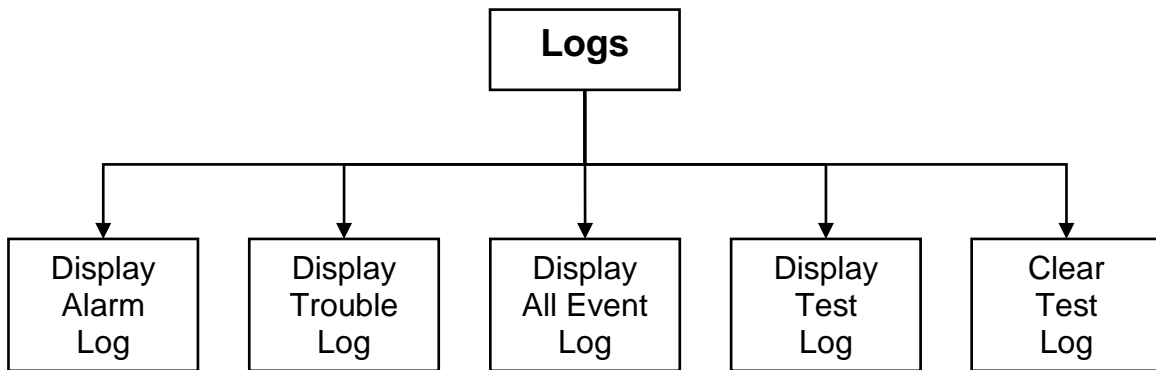 Logs
Display
Alarm
Log
Display
Trouble
Log
Display
All Event
Log
Display
Test
Log
Clear
Test
Log